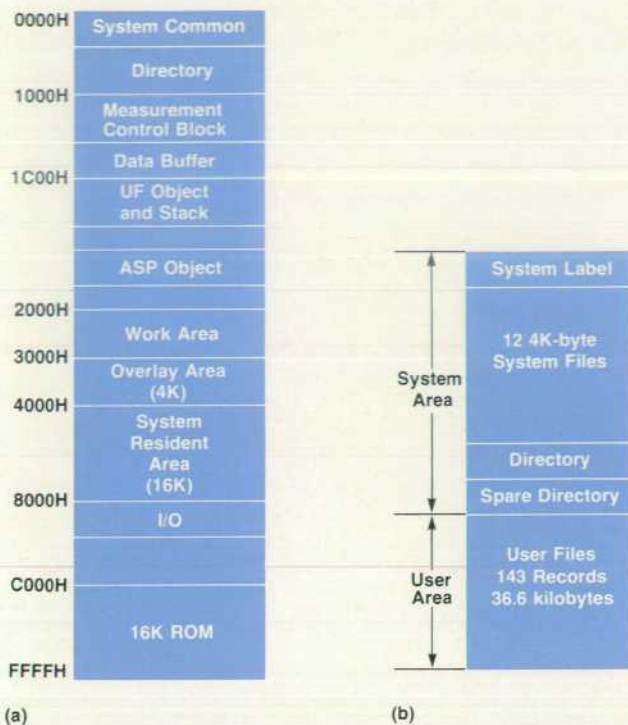 0000H
System Common
Directory
1000H
Measurement
Control Block
Data Buffer
1C00H
UF Object
and Stack
ASP Object
2000H
Work Area
3000H
Overlay Area
(4K)
4000H
System
Resident
Area
(16K)
8000H
I/O
C000H
16K ROM
FFFFH
(a)
System Label
12 4K-byte
System Files
System
Area
Directory
Spare Directory
User Files
143 Records
36.6 kilobytes
User
Area
(b)